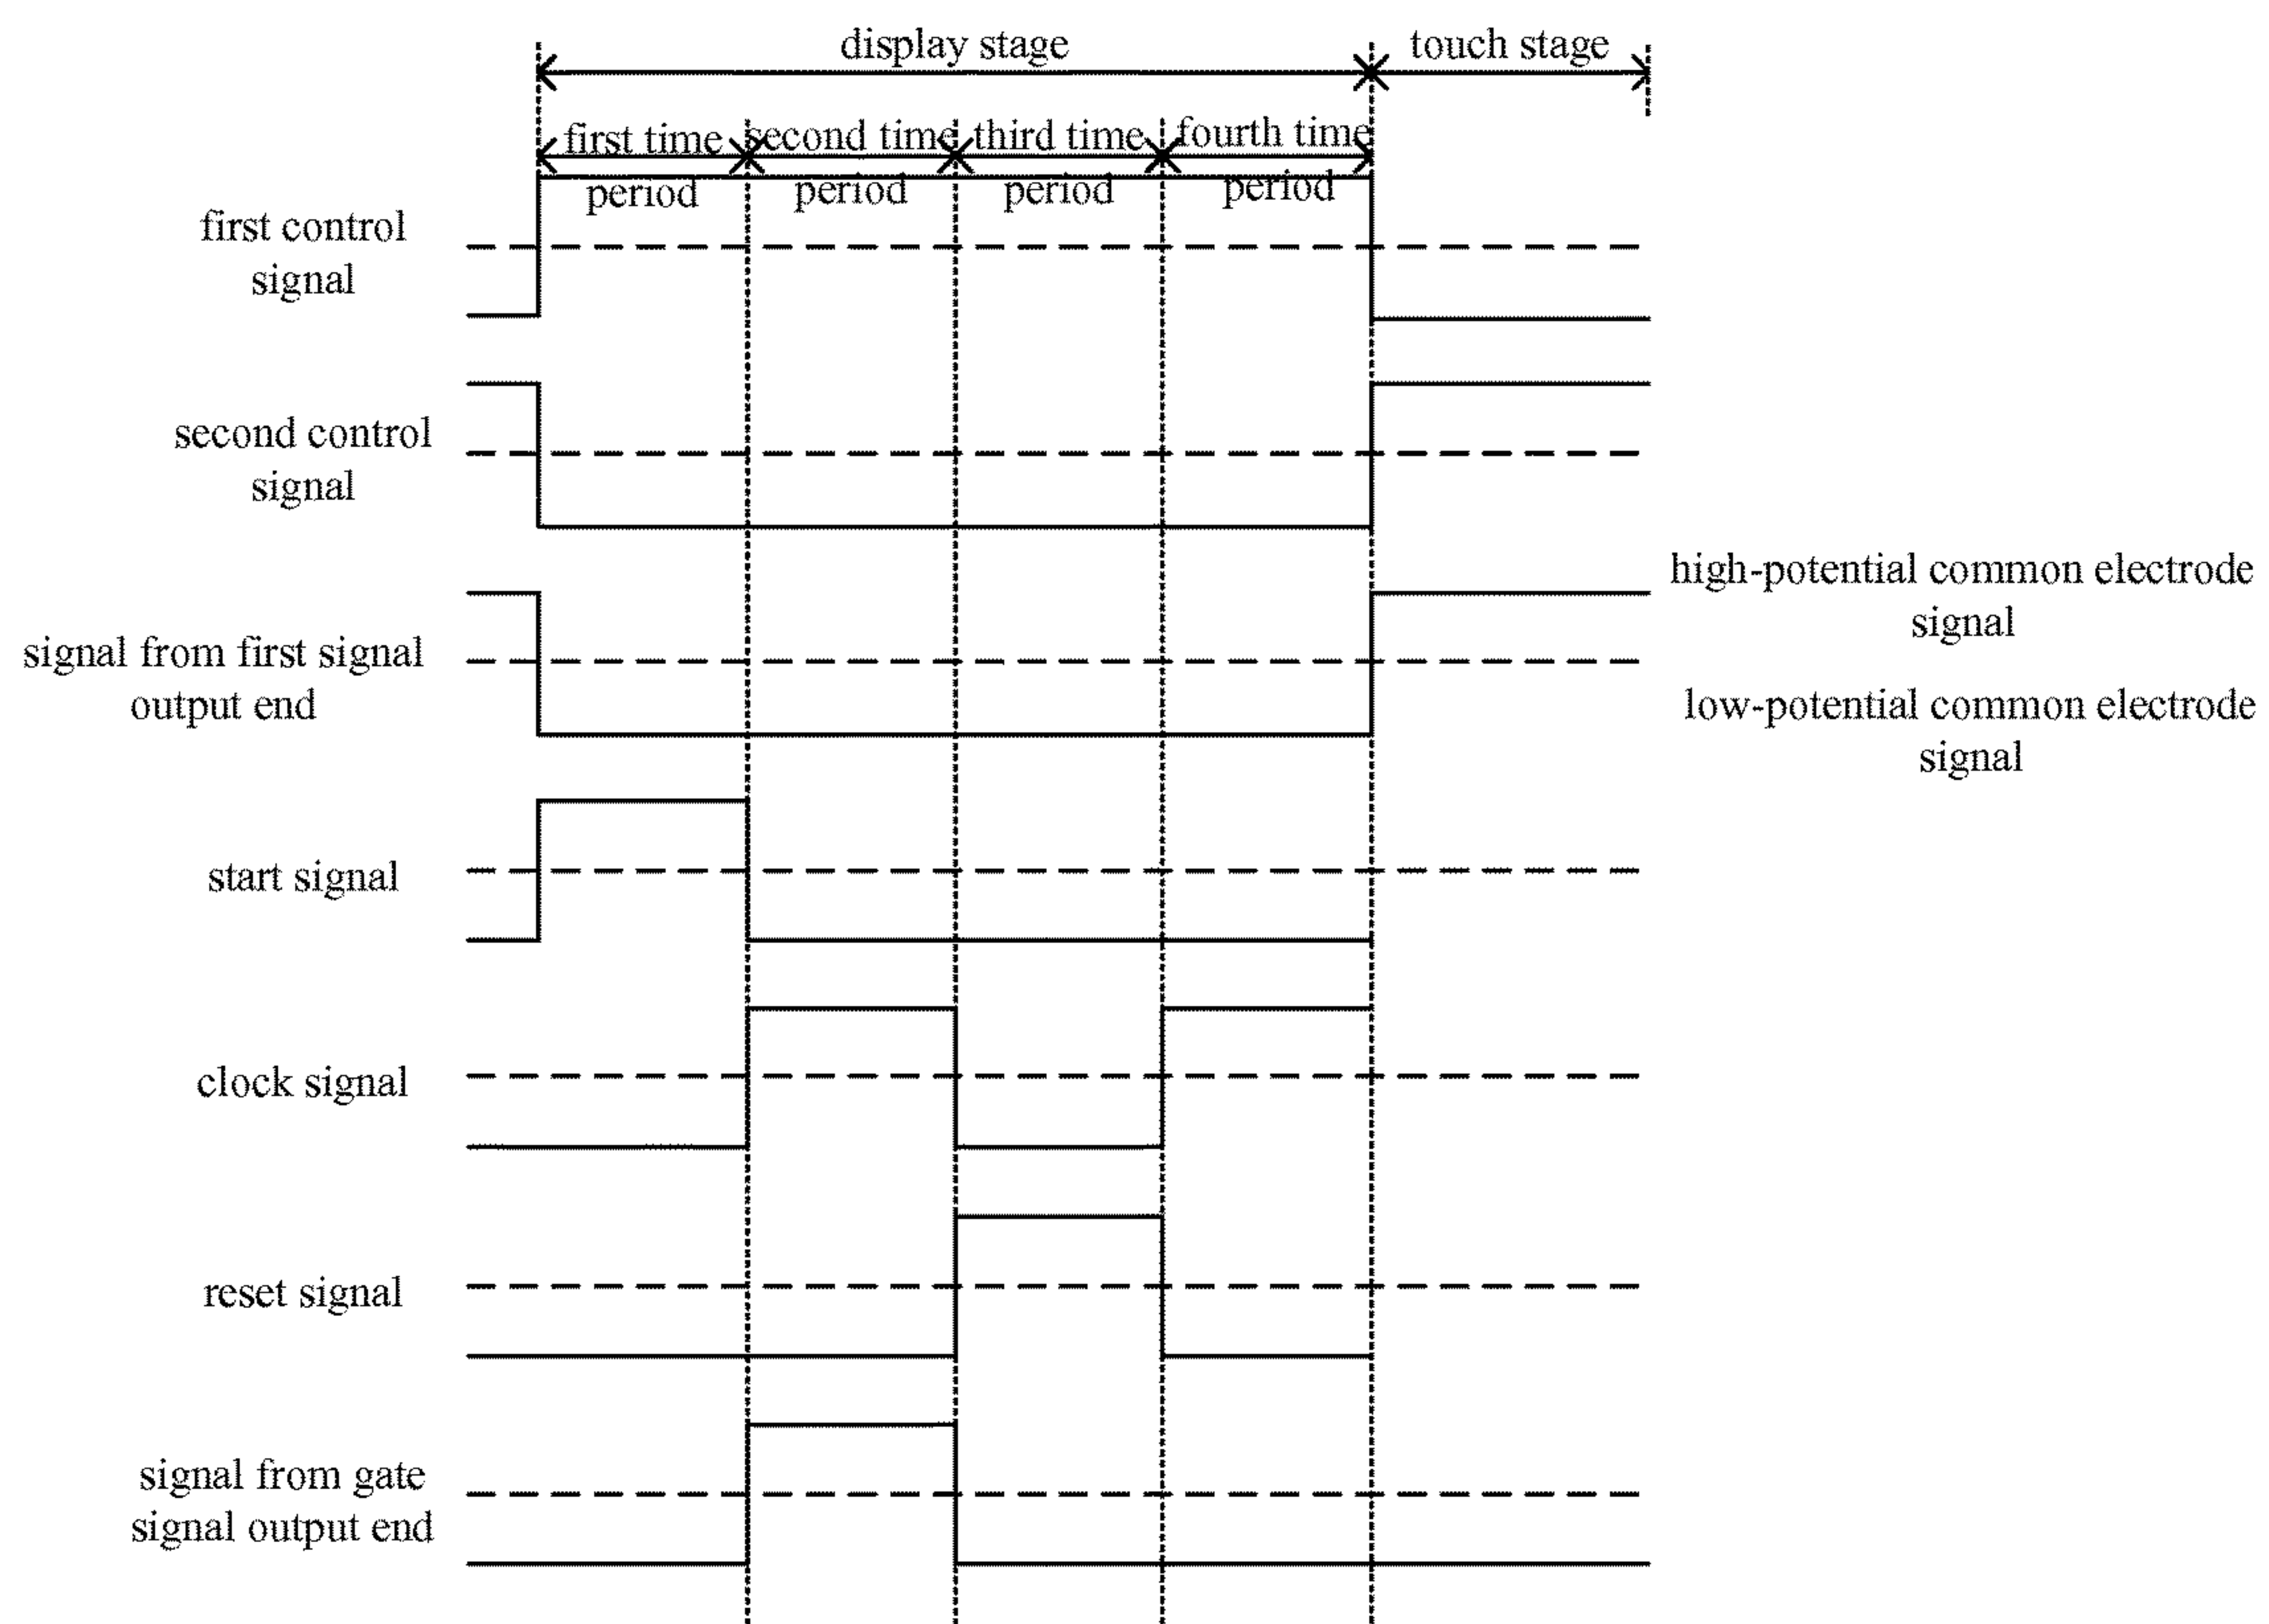 display stage
touch stage
first time
second time
third time
fourth time
period
period
period
period
first control
signal
second control
signal
high-potential common electrode
signal
signal from first signal
output end
low-potential common electrode
signal
start signal
clock signal
reset signal
signal from gate
signal output end